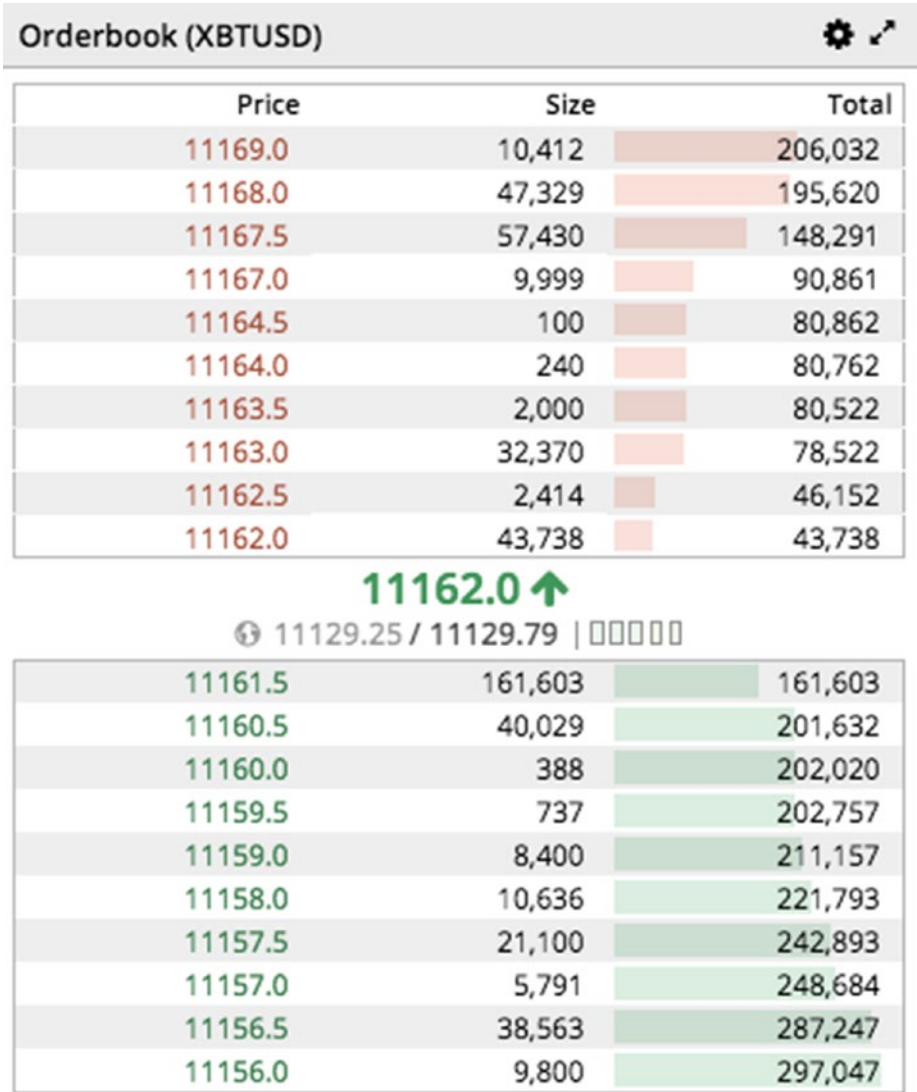 Orderbook (XBTUSD)
Price Size Total
11169.0 10,412 206,032
11168.0 47,329 195,620
11167.5 57,430 148,291
11167.0 9,999 90,861
11164.5 100 80,862
11164.0 240 80,762
11163.5 2,000 80,522
11163.0 32,370 78,522
11162.5 2,414 46,152
11162.0 43,738 43,738
11162.0
11129.25 / 11129.79 |
11161.5 161,603 161,603
11160.5 40,029 201,632
11160.0 388 202,020
11159.5 737 202,757
11159.0 8,400 211,157
11158.0 10,636 221,793
11157.5 21,100 242,893
11157.0 5,791 248,684
11156.5 38,563 287,247
11156.0 9,800 297,047